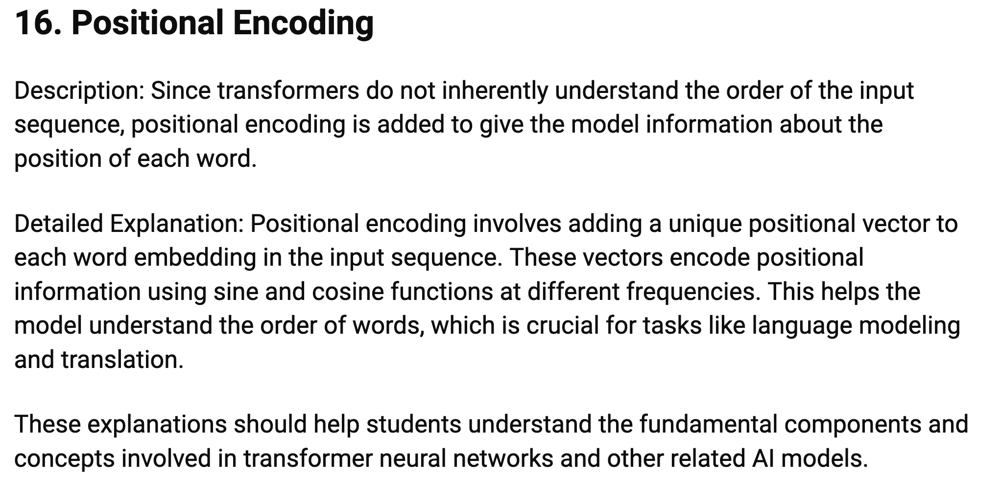 16. Positional Encoding
Description: Since transformers do not inherently understand the order of the input
sequence, positional encoding is added to give the model information about the
position of each word.
Detailed Explanation: Positional encoding involves adding a unique positional vector to
each word embedding in the input sequence. These vectors encode positional
information using sine and cosine functions at different frequencies. This helps the
model understand the order of words, which is crucial for tasks like language modeling
and translation.
These explanations should help students understand the fundamental components and
concepts involved in transformer neural networks and other related AI models.